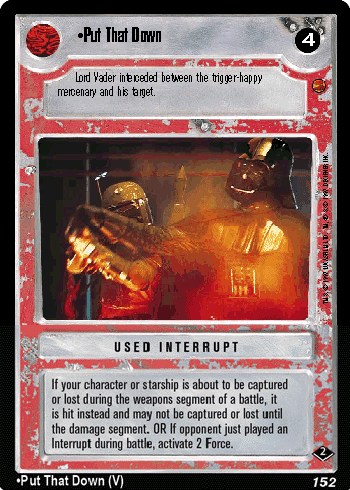 •Put That Down
4
Lord Vader interceded between the trigger-happy
mercenary and his target.
USED INTERRUPT
If your character or starship is about to be captured
or lost during the weapons segment of a battle, it
is hit instead and may not be captured or lost until
the damage segment. OR If opponent just played an
Interrupt during battle, activate 2 Force.
2
•Put That Down (V)
152